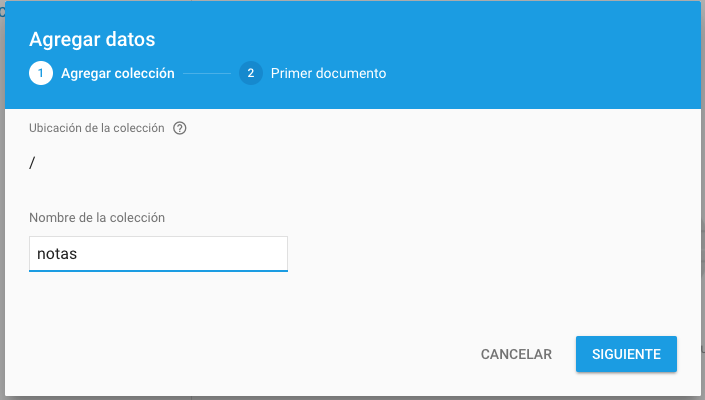 Agregar datos
1 Agregar colección 2 Primer documento
Ubicación de la colección ?
/
Nombre de la colección
notas
CANCELAR SIGUIENTE